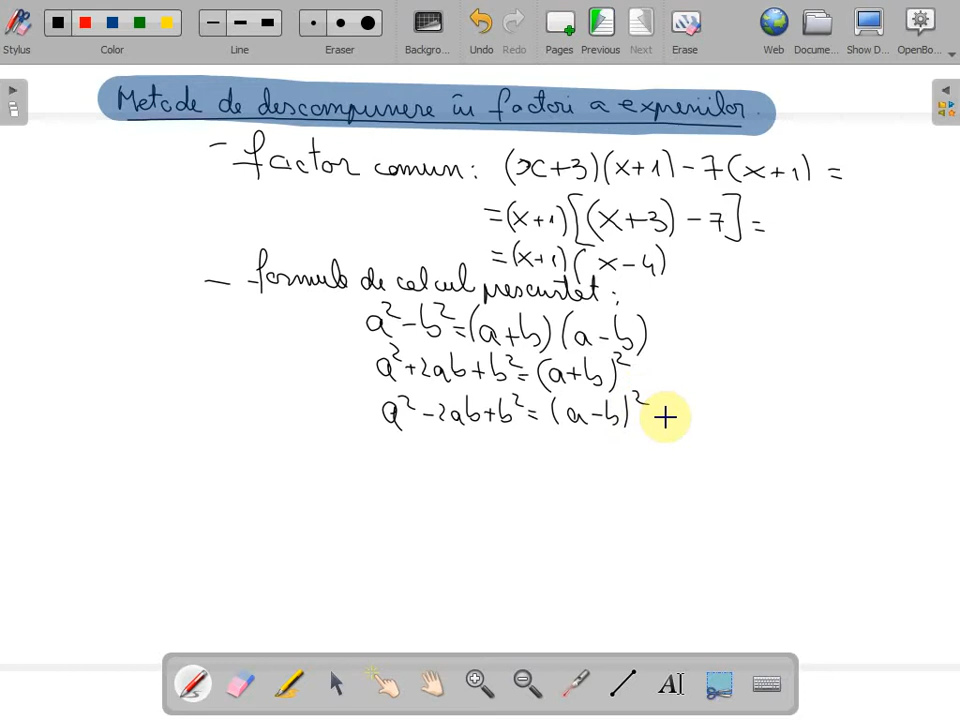 Color Line Eraser Backgro... Undo Redo Pages Previous Next Erase Web Docume... Show D... OpenBo...
Stylus
Metode de descompunere în factori a expresiilor.
- factor comun: (x+3)(x+1)-7(x+1)=
=(x+1)[(x+3)-7]=
=(x+1)(x-4)
- formule de calcul prescurtat:
a²-b²=(a+b)(a-b)
a²+2ab+b²=(a+b)²
a²-2ab+b²=(a-b)²